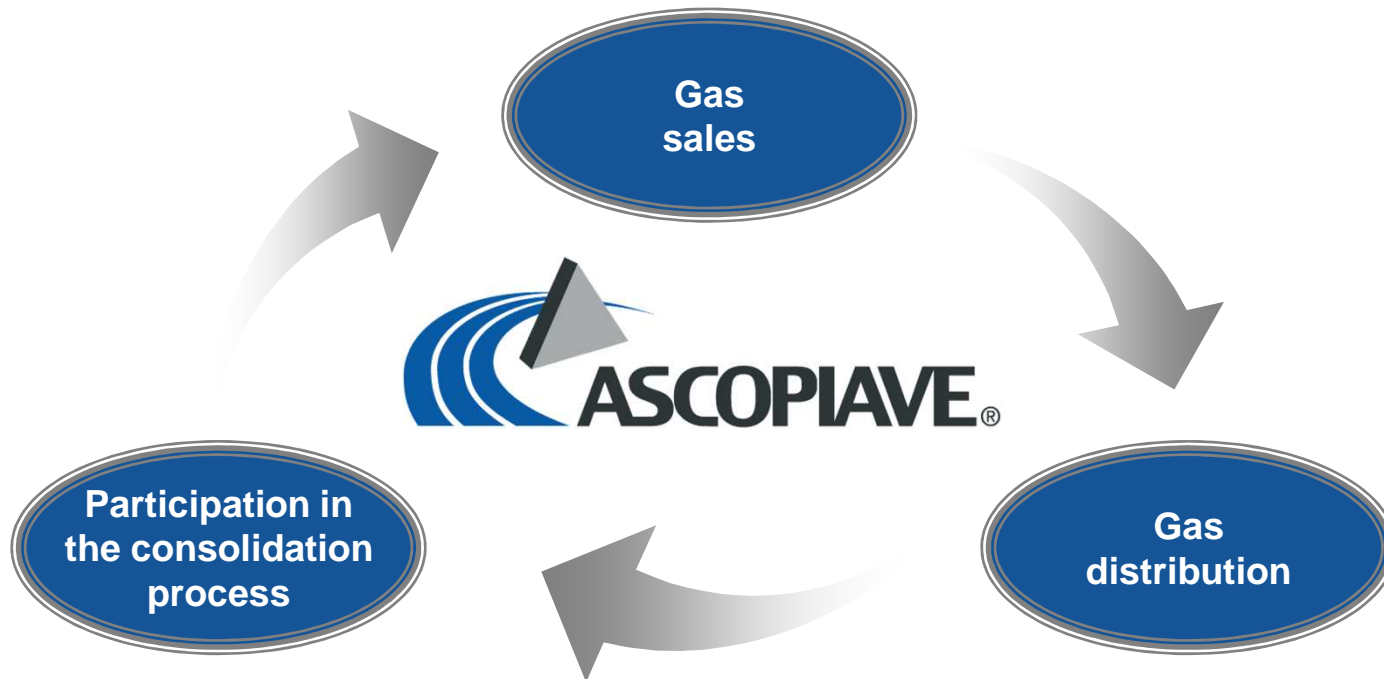 Gas
sales
ASCOPIAVE®
Participation in
the consolidation
process
Gas
distribution